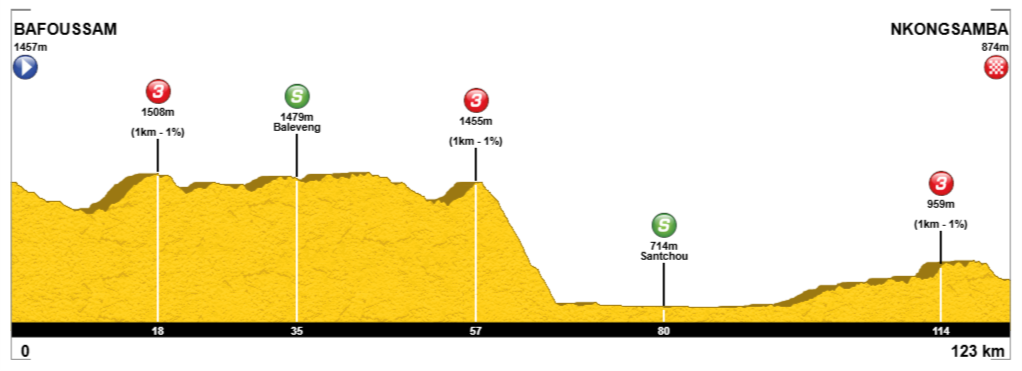 BAFOUSSAM
1457m
NKONGSAMBA
874m
3
1508m
(1km - 1%)
S
1479m
Baleveng
3
1455m
(1km - 1%)
S
714m
Santchou
3
959m
(1km - 1%)
18
35
57
80
114
0
123 km